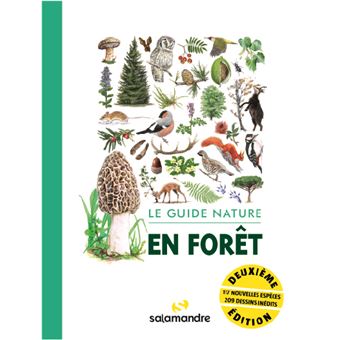 LE GUIDE NATURE
EN FORÊT
DEUXIÈME
NOUVELLES ESPÈCES
209 DESSINS INÉDITS
ÉDITION
salamandre